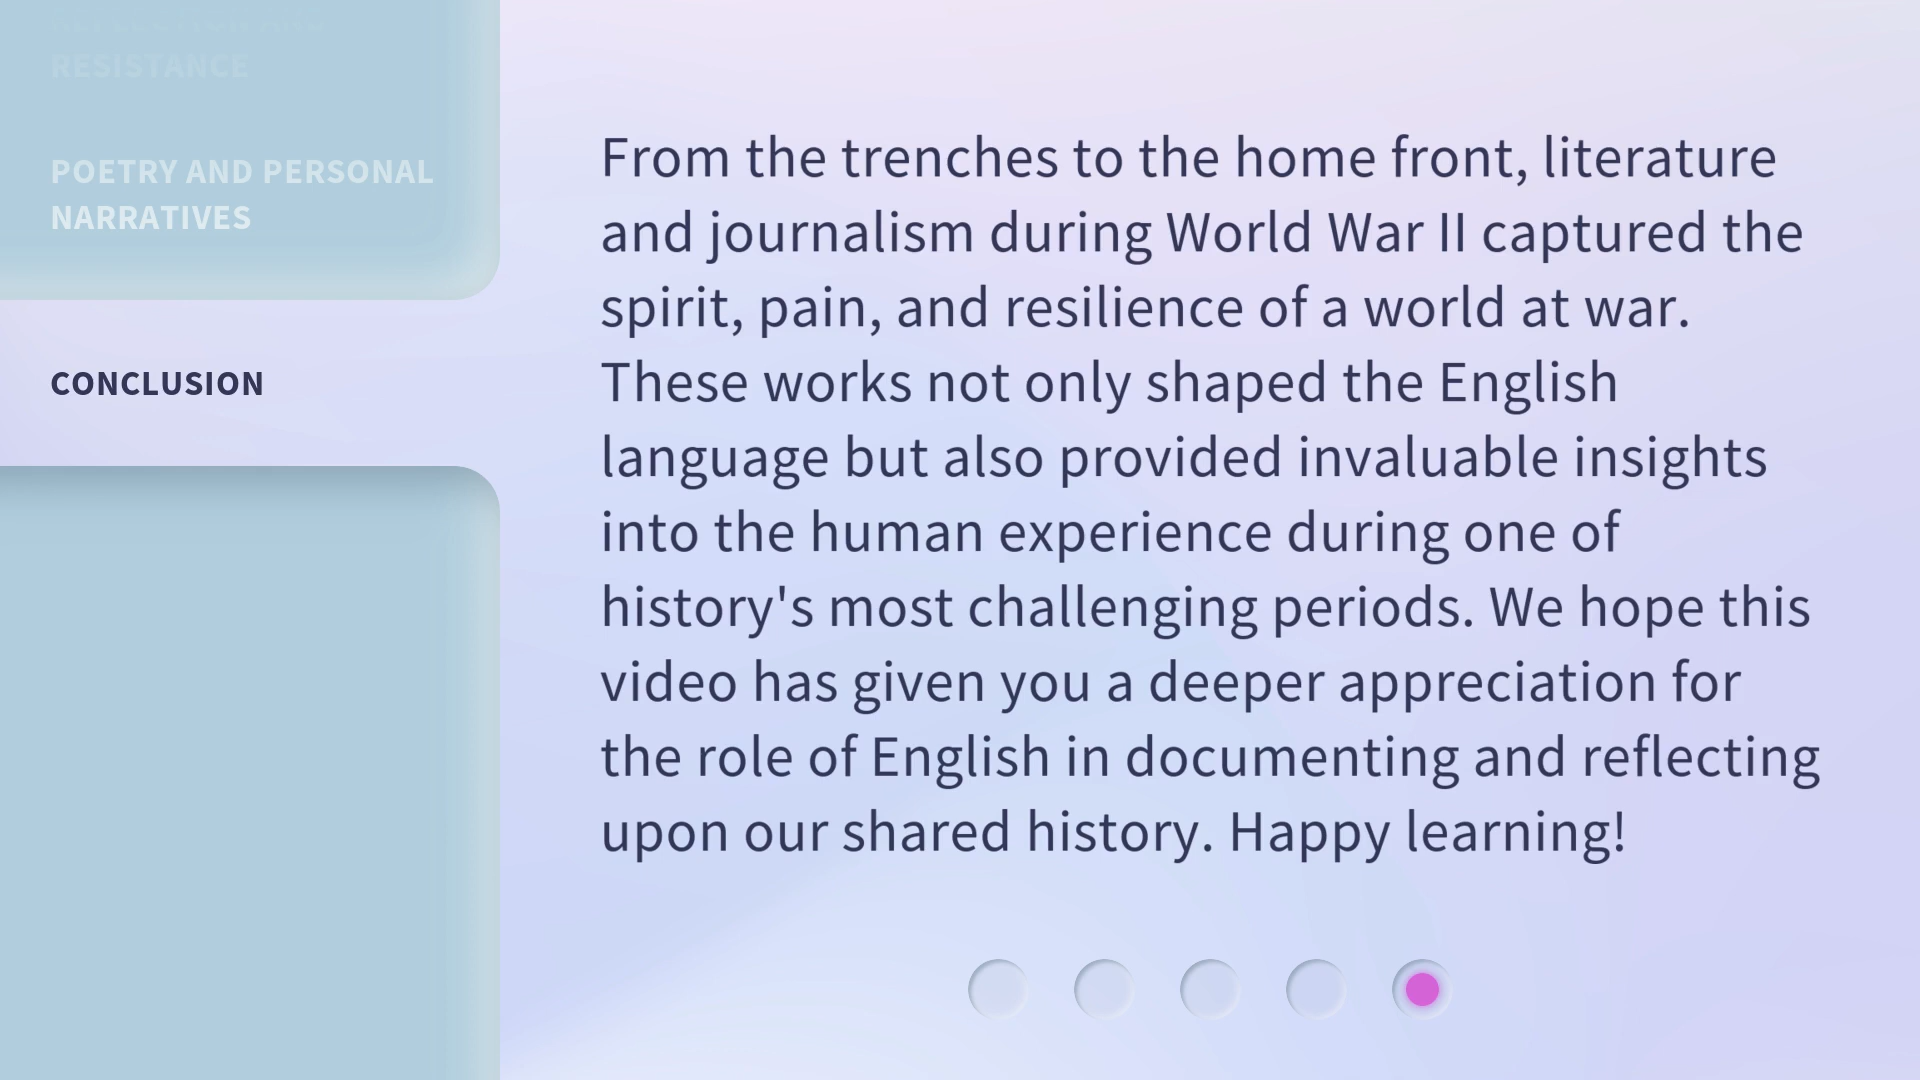 REFLECTION AND
RESISTANCE
POETRY AND PERSONAL
NARRATIVES
CONCLUSION
From the trenches to the home front, literature
and journalism during World War II captured the
spirit, pain, and resilience of a world at war.
These works not only shaped the English
language but also provided invaluable insights
into the human experience during one of
history's most challenging periods. We hope this
video has given you a deeper appreciation for
the role of English in documenting and reflecting
upon our shared history. Happy learning!